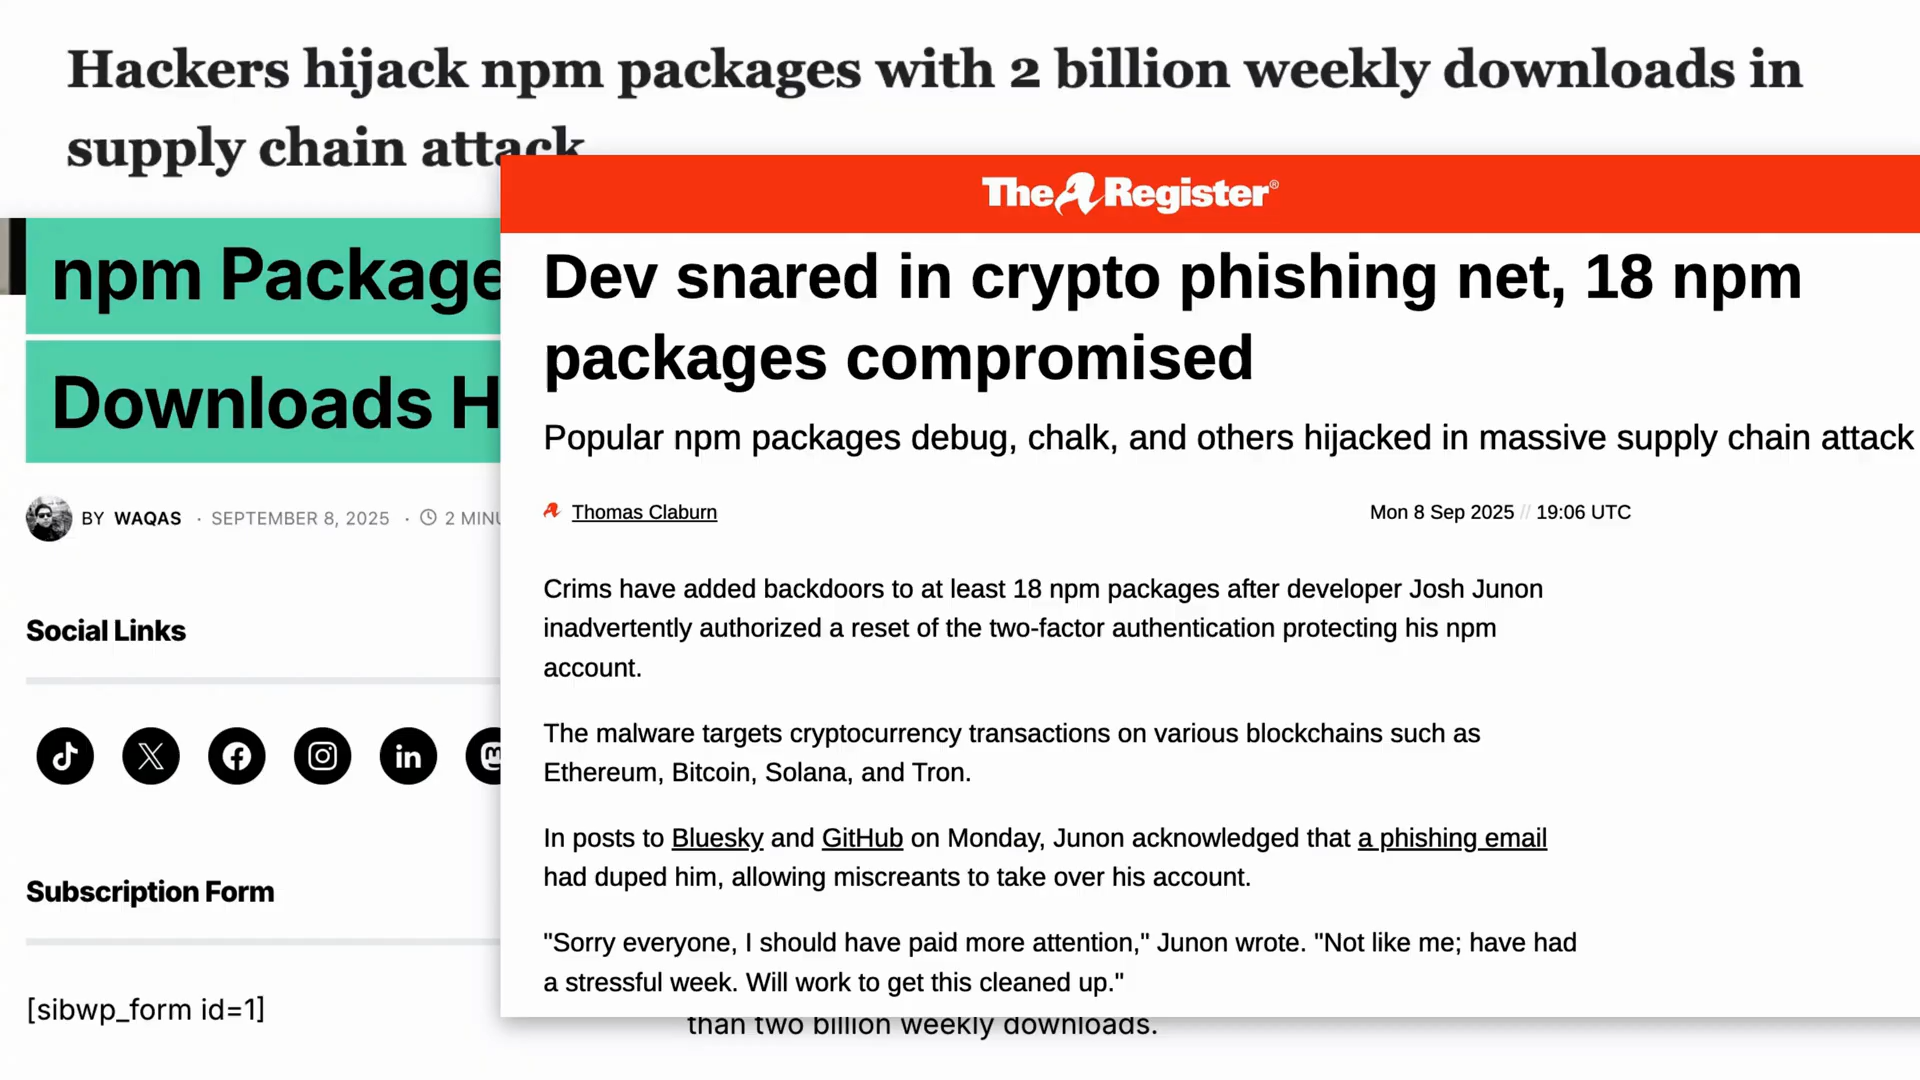 Hackers hijack npm packages with 2 billion weekly downloads in
supply chain attack
npm Package
Downloads H
BY WAQAS · SEPTEMBER 8, 2025 · 2 MINU
Social Links
Subscription Form
[sibwp_form id=1]
The Register®
Dev snared in crypto phishing net, 18 npm
packages compromised
Popular npm packages debug, chalk, and others hijacked in massive supply chain attack
Thomas Claburn
Mon 8 Sep 2025 // 19:06 UTC
Crims have added backdoors to at least 18 npm packages after developer Josh Junon
inadvertently authorized a reset of the two-factor authentication protecting his npm
account.
The malware targets cryptocurrency transactions on various blockchains such as
Ethereum, Bitcoin, Solana, and Tron.
In posts to Bluesky and GitHub on Monday, Junon acknowledged that a phishing email
had duped him, allowing miscreants to take over his account.
"Sorry everyone, I should have paid more attention," Junon wrote. "Not like me; have had
a stressful week. Will work to get this cleaned up."
than two billion weekly downloads.